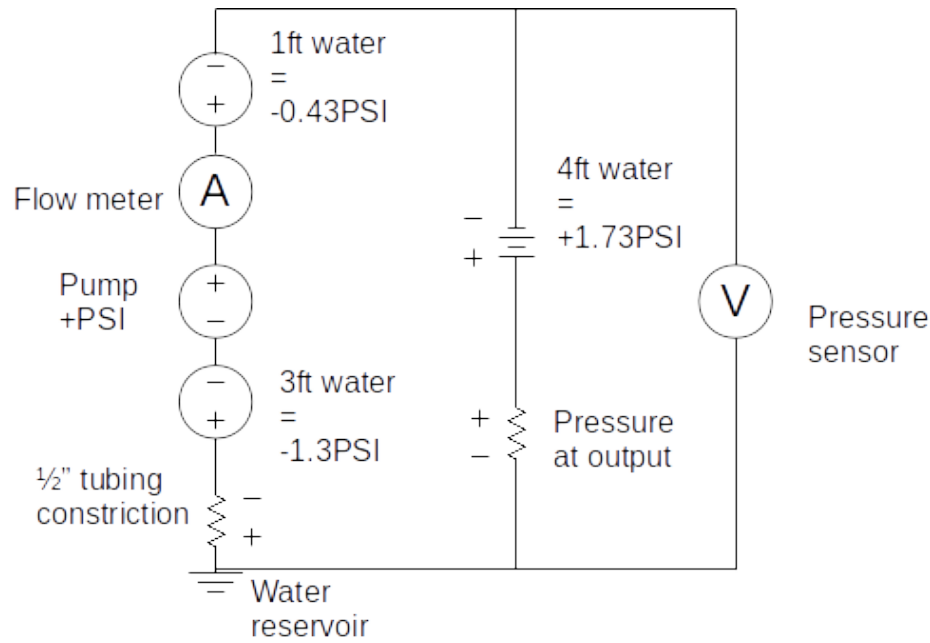 1ft water
=
-0.43PSI
−
+
Flow meter
A
4ft water
=
+1.73PSI
−
+
Pump
+PSI
+
−
V
Pressure
sensor
3ft water
=
-1.3PSI
−
+
+
−
Pressure
at output
½” tubing
constriction
−
+
Water
reservoir